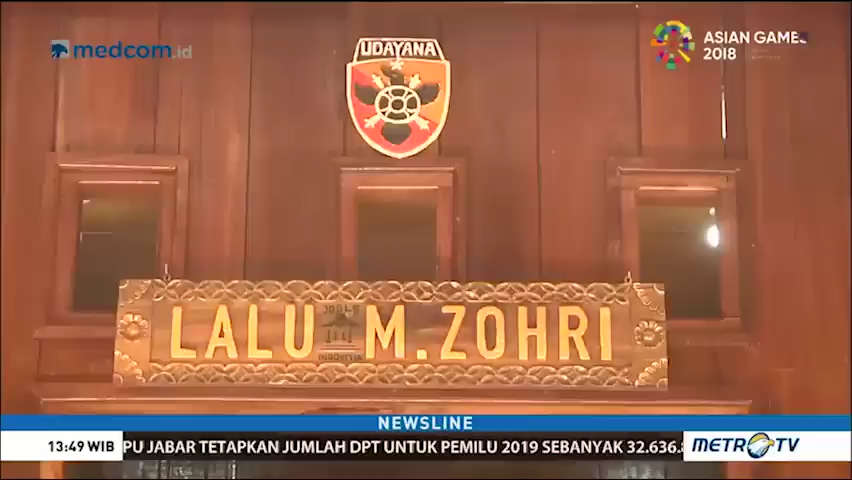 medcom.id
ASIAN GAMES
2018
UDAYANA
LALU M. ZOHRI
INDONESIA
NEWSLINE
13:49 WIB
PU JABAR TETAPKAN JUMLAH DPT UNTUK PEMILU 2019 SEBANYAK 32.636.
METRO TV